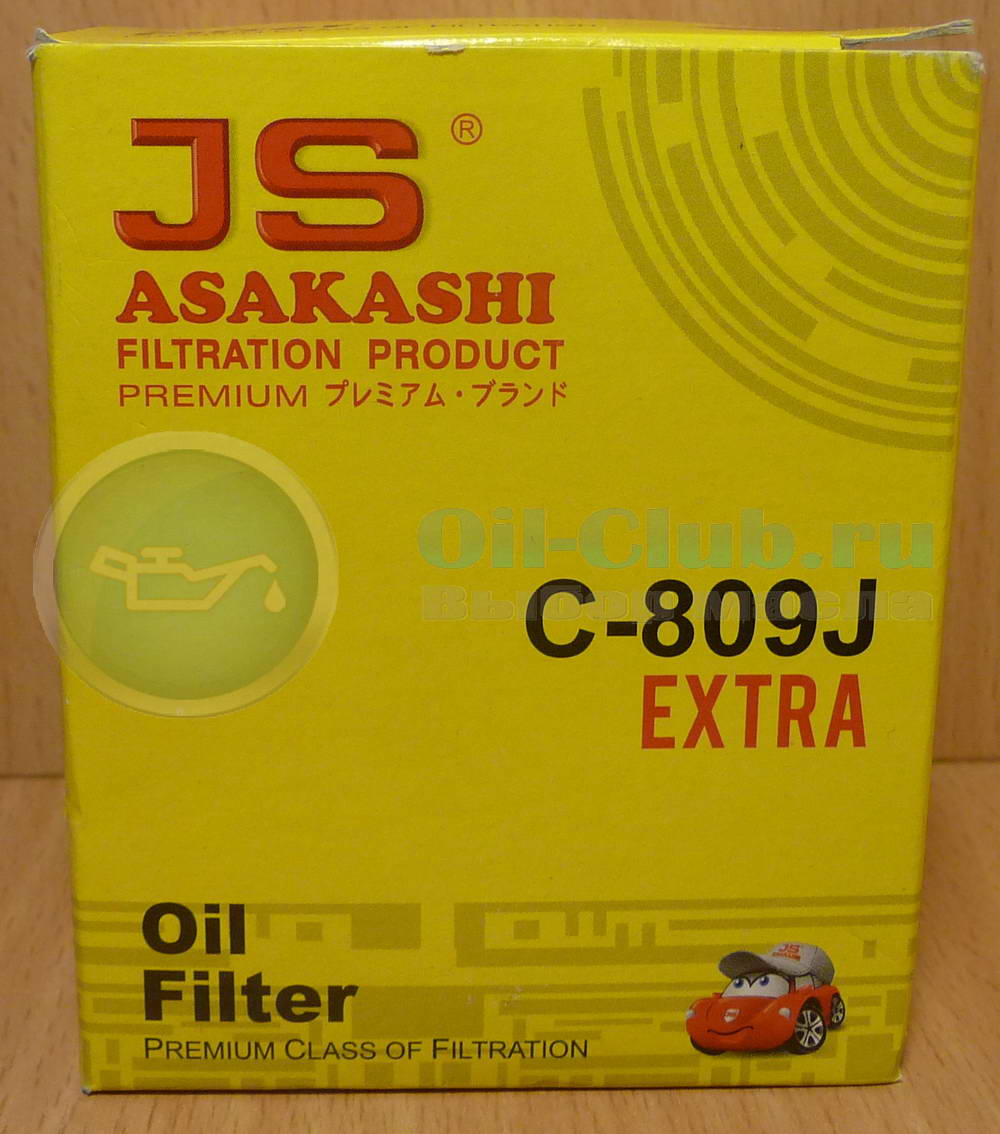 JS ®
ASAKASHI
FILTRATION PRODUCT
PREMIUM プレミアム・ブランド
Oil-Club.ru
C-809J
EXTRA
Oil
Filter
PREMIUM CLASS OF FILTRATION
JS